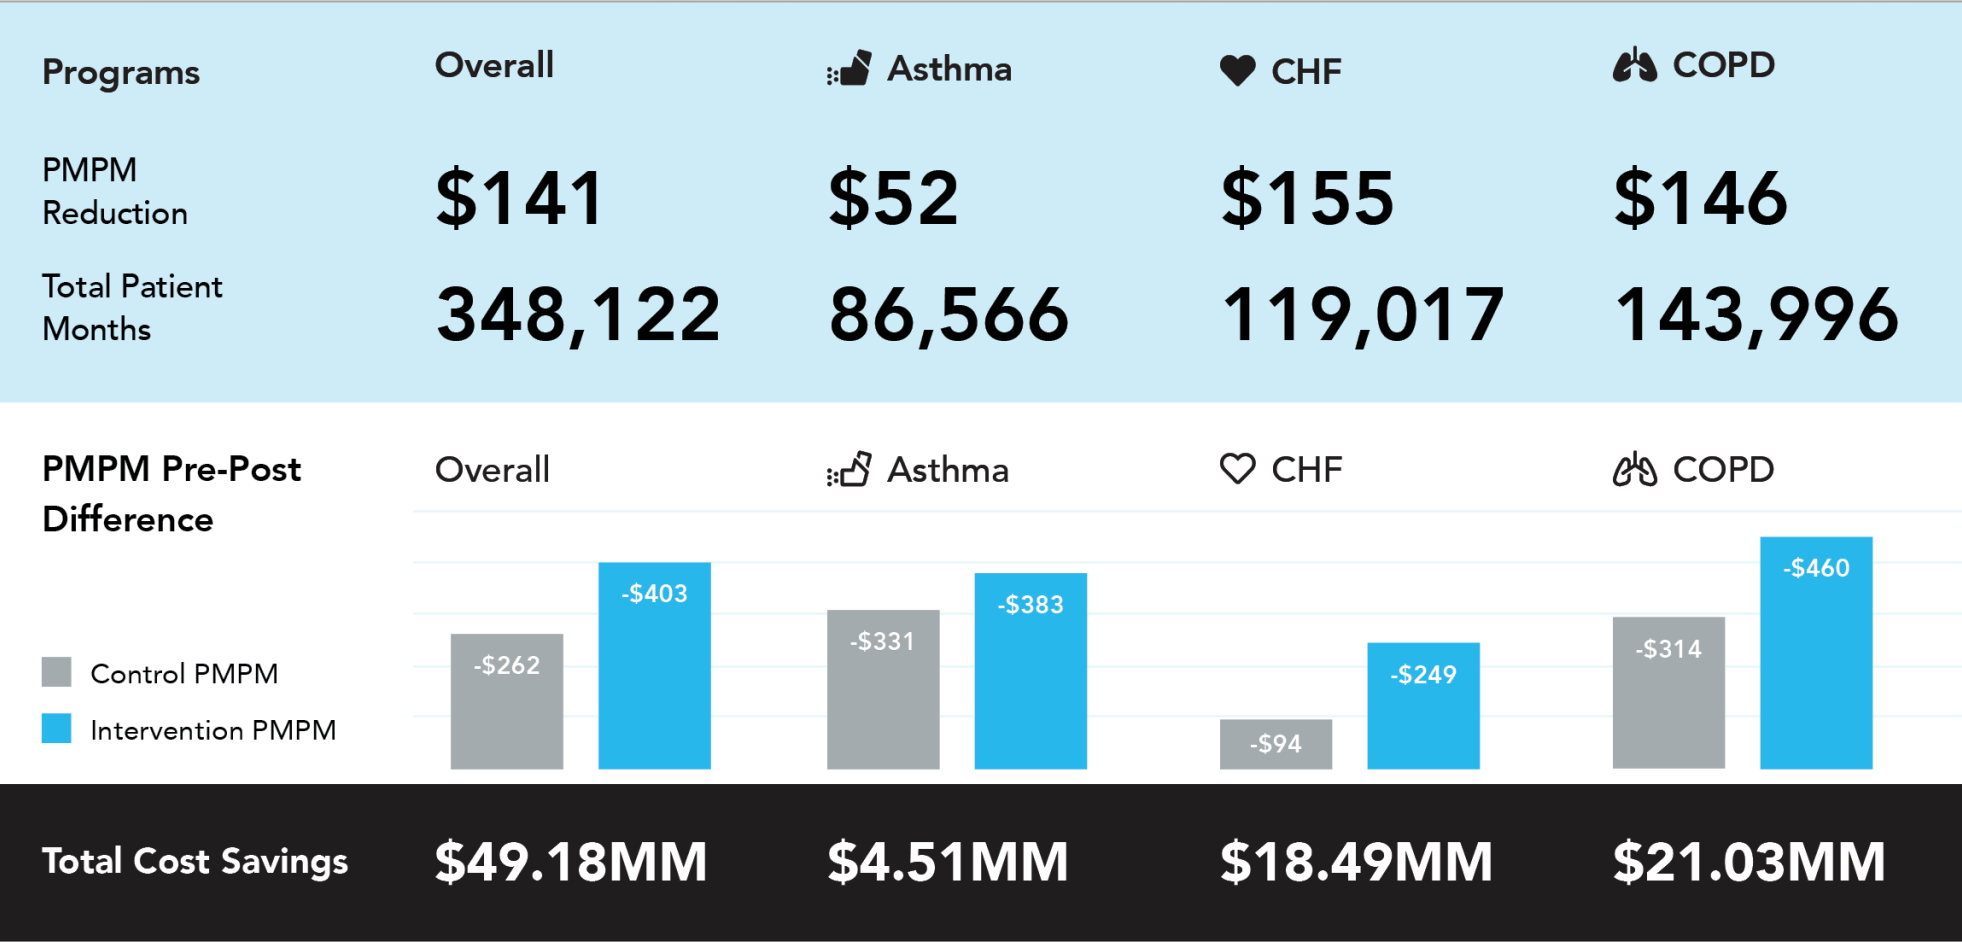 Programs
Overall
Asthma
CHF
COPD
PMPM
Reduction
$141
$52
$155
$146
Total Patient
Months
348,122
86,566
119,017
143,996
PMPM Pre-Post
Difference
Overall
Asthma
CHF
COPD
-$262
-$403
-$331
-$383
-$94
-$249
-$314
-$460
Control PMPM
Intervention PMPM
Total Cost Savings
$49.18MM
$4.51MM
$18.49MM
$21.03MM